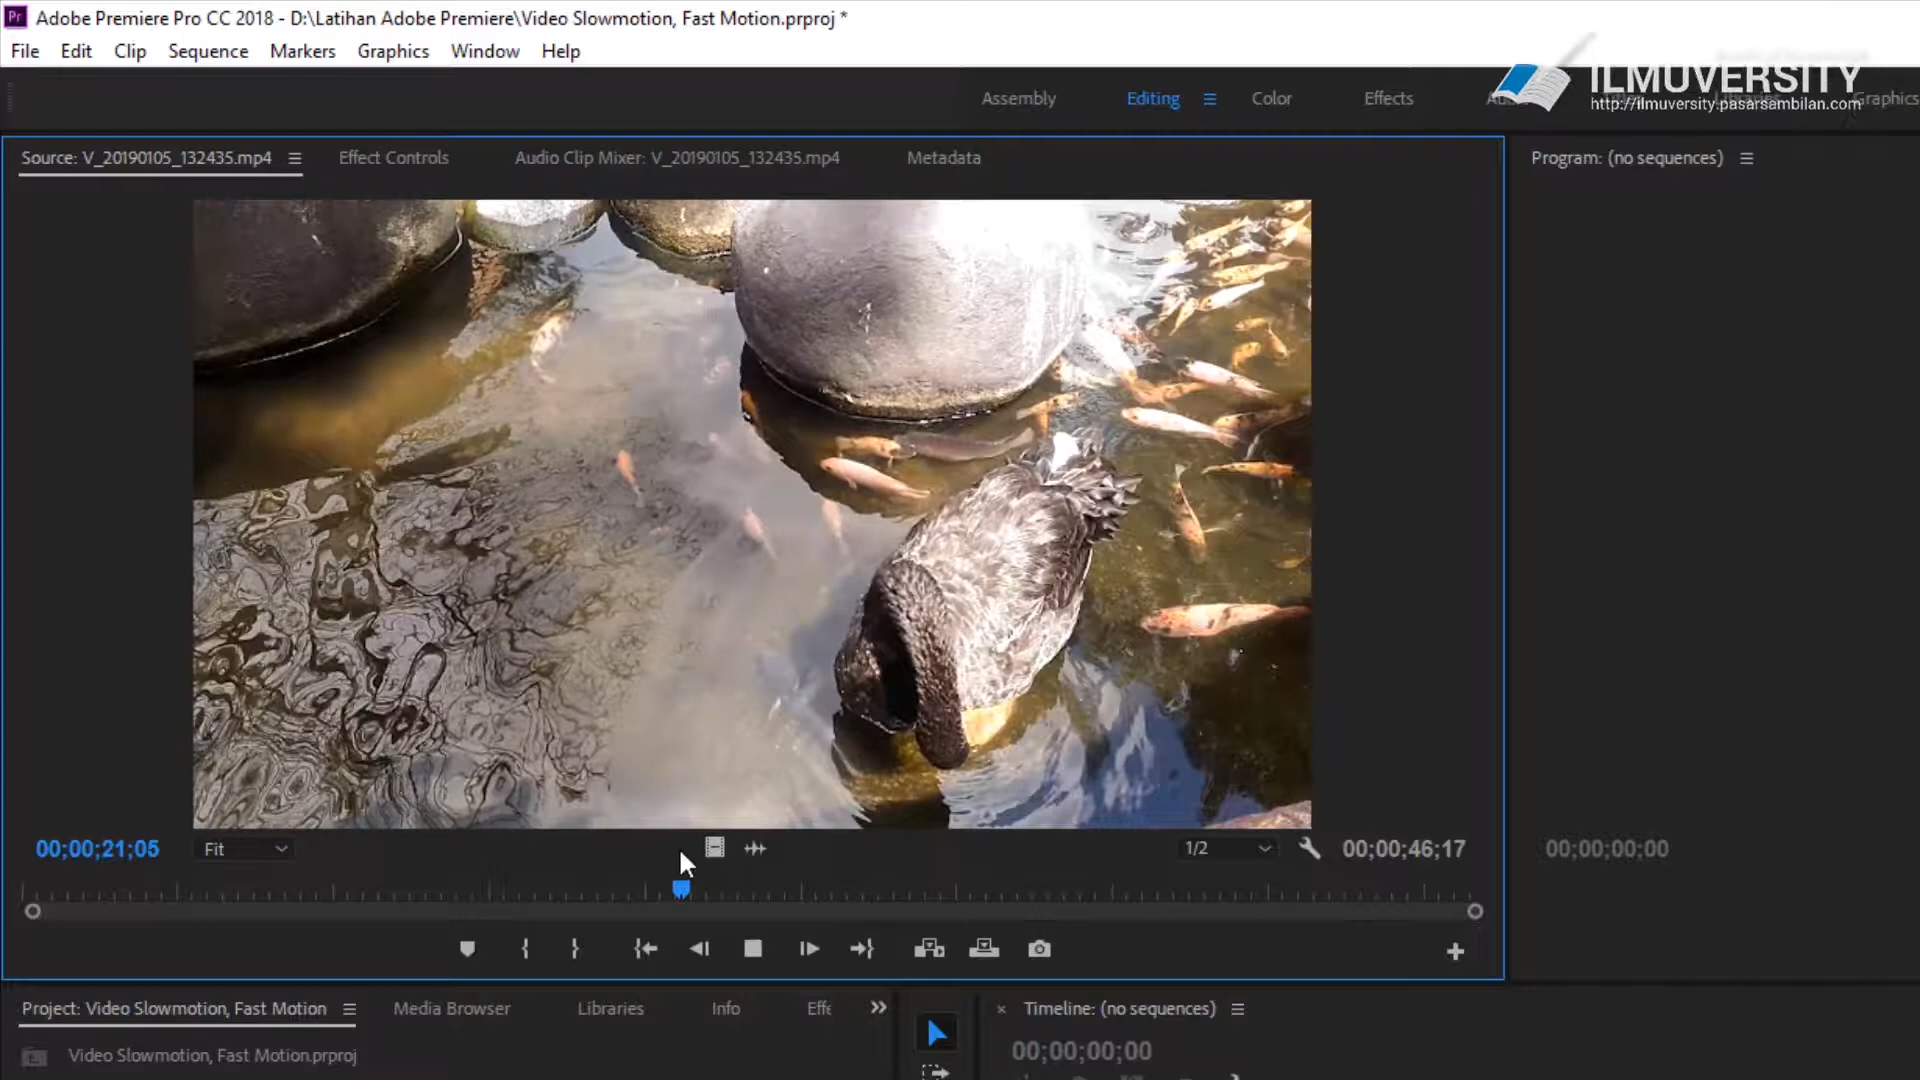 Adobe Premiere Pro CC 2018 - D:\Latihan Adobe Premiere\Video Slowmotion, Fast Motion.prproj *
File Edit Clip Sequence Markers Graphics Window Help
ILMUVERSITY
http://ilmuversity.pasarsambilan.com
Assembly Editing Color Effects Graphics
Source: V_20190105_132435.mp4 Effect Controls Audio Clip Mixer: V_20190105_132435.mp4 Metadata Program: (no sequences)
00;00;21;05 Fit 1/2 00;00;46;17 00;00;00;00
Project: Video Slowmotion, Fast Motion Media Browser Libraries Info Effe Timeline: (no sequences)
Video Slowmotion, Fast Motion.prproj 00;00;00;00